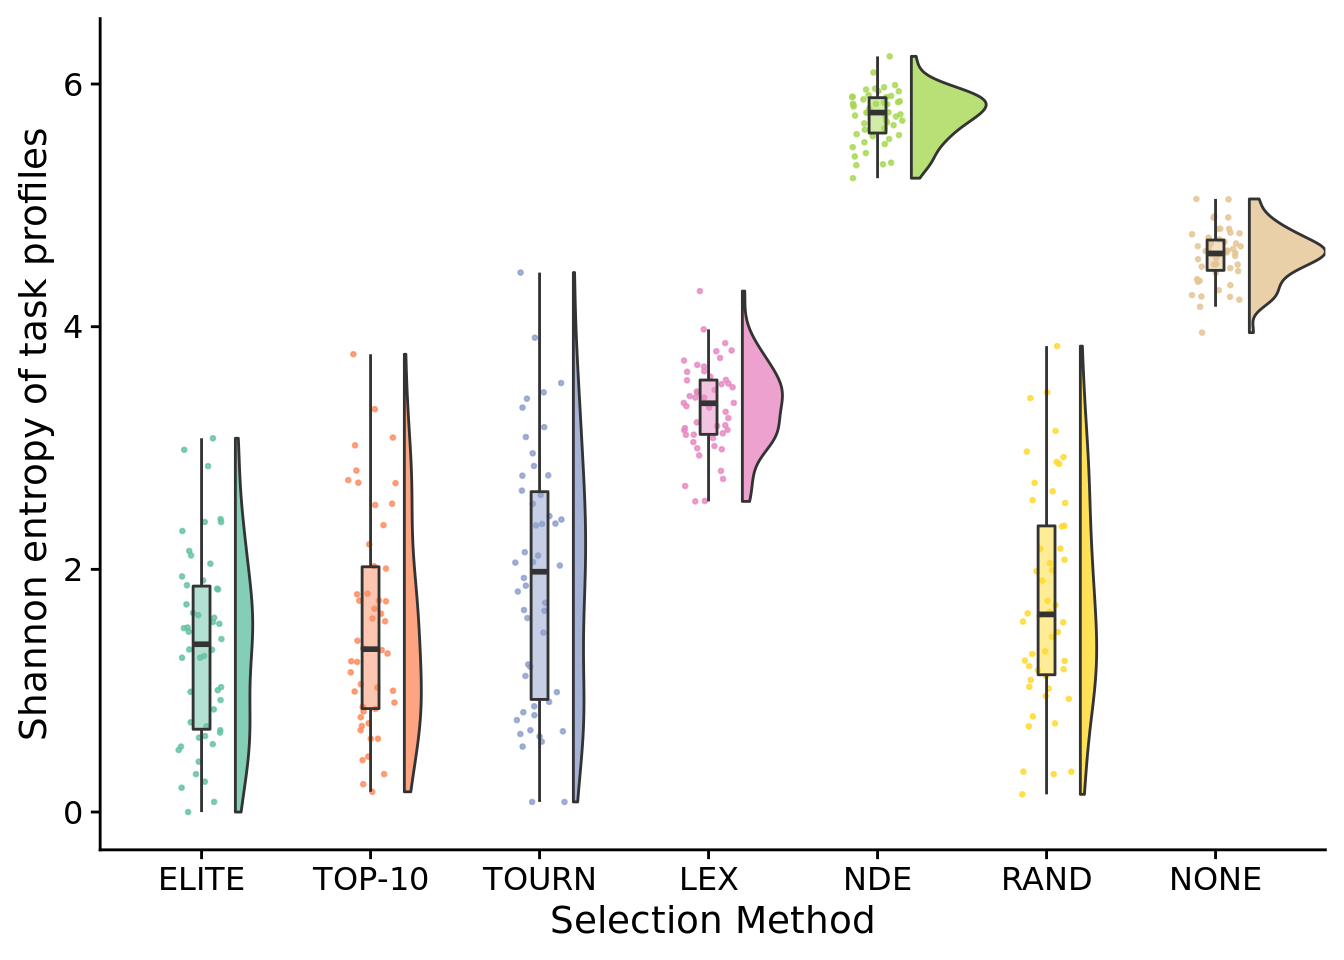 Shannon entropy of task profiles
6
4
2
0
ELITE TOP-10 TOURN LEX NDE RAND NONE
Selection Method